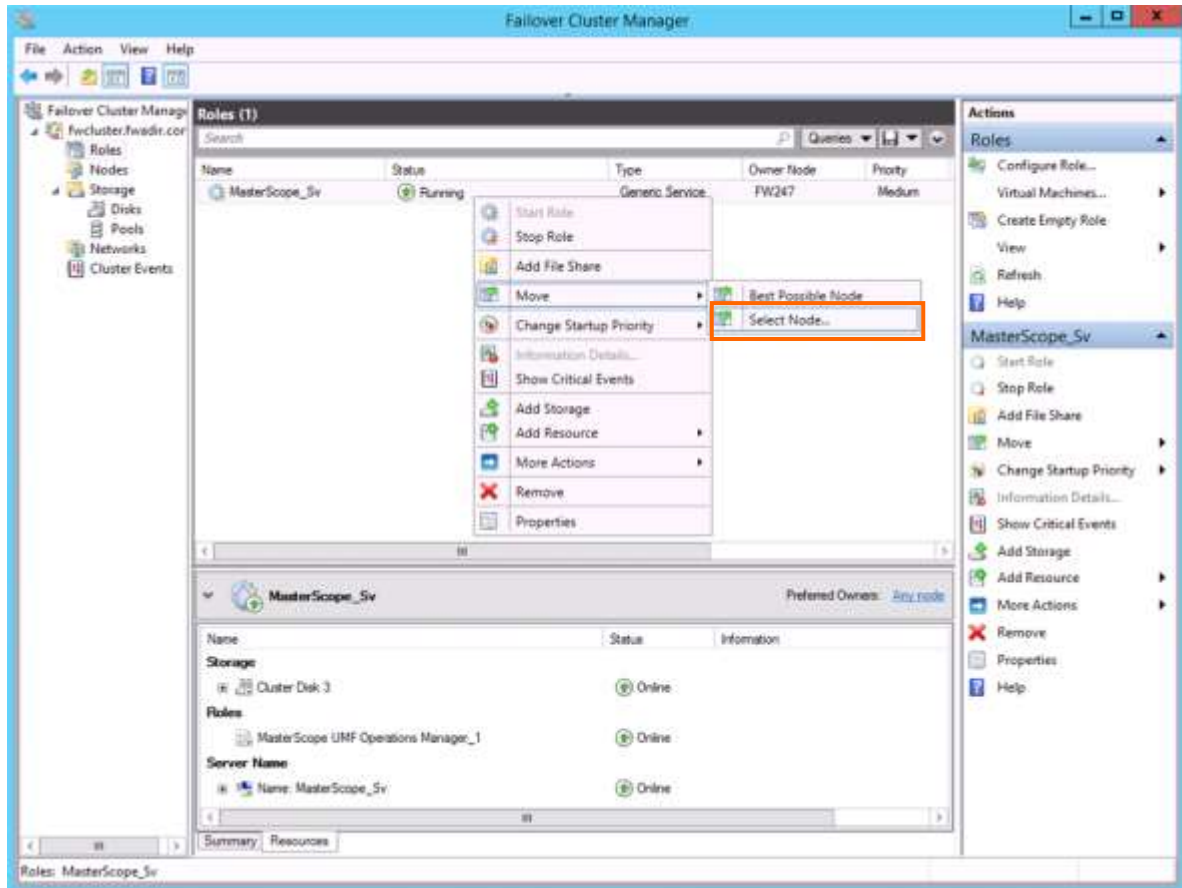 Failover Cluster Manager
File Action View Help
Failover Cluster Manage
fwcluster.fwadir.cor
Roles
Nodes
Storage
Disks
Pools
Networks
Cluster Events
Roles (1)
Search
Queries
Name Status Type Owner Node Priority
MasterScope_Sv Running Generic Service FW247 Medium
Start Role
Stop Role
Add File Share
Move
Change Startup Priority
Information Details...
Show Critical Events
Add Storage
Add Resource
More Actions
Remove
Properties
Best Possible Node
Select Node...
MasterScope_Sv Preferred Owners: Any node
Name Status Information
Storage
Cluster Disk 3 Online
Roles
MasterScope UMF Operations Manager_1 Online
Server Name
Name: MasterScope_Sv Online
Summary Resources
Actions
Roles
Configure Role...
Virtual Machines...
Create Empty Role
View
Refresh
Help
MasterScope_Sv
Start Role
Stop Role
Add File Share
Move
Change Startup Priority
Information Details...
Show Critical Events
Add Storage
Add Resource
More Actions
Remove
Properties
Help
Roles: MasterScope_Sv